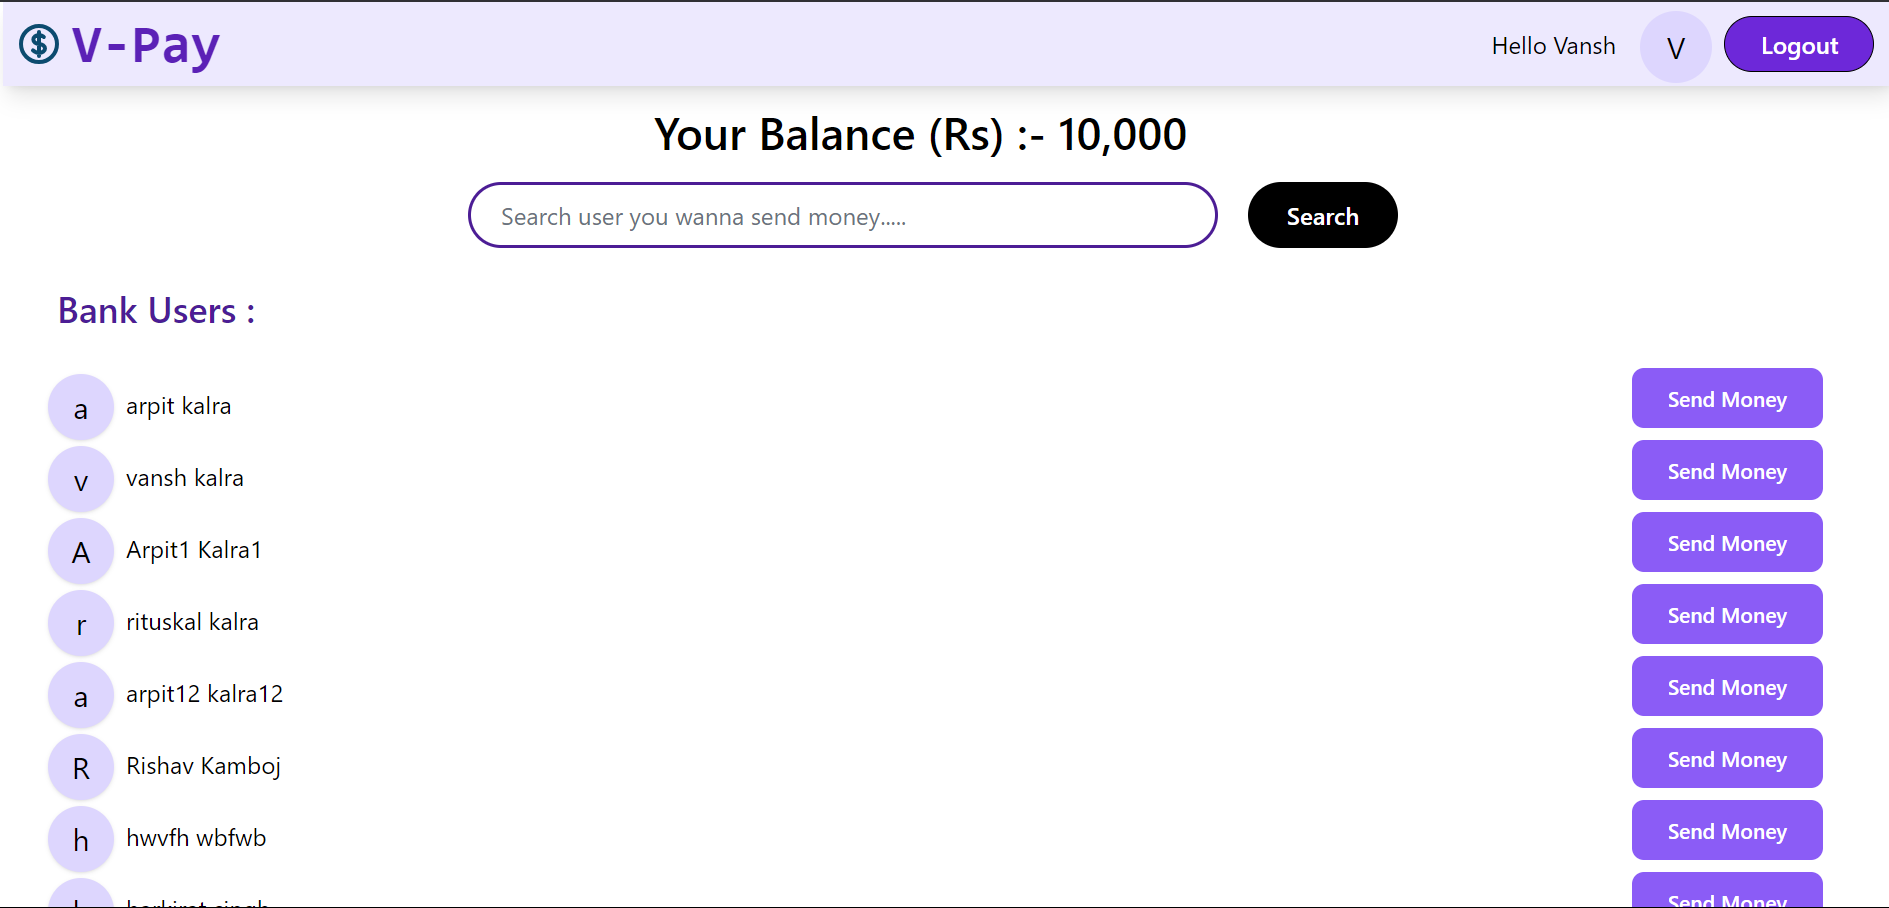 $ V-Pay Hello Vansh V Logout
Your Balance (Rs) :- 10,000
Search user you wanna send money..... Search
Bank Users :
a arpit kalra Send Money
v vansh kalra Send Money
A Arpit1 Kalra1 Send Money
r rituskal kalra Send Money
a arpit12 kalra12 Send Money
R Rishav Kamboj Send Money
h hwvfh wbfwb Send Money
harkirat singh Send Money